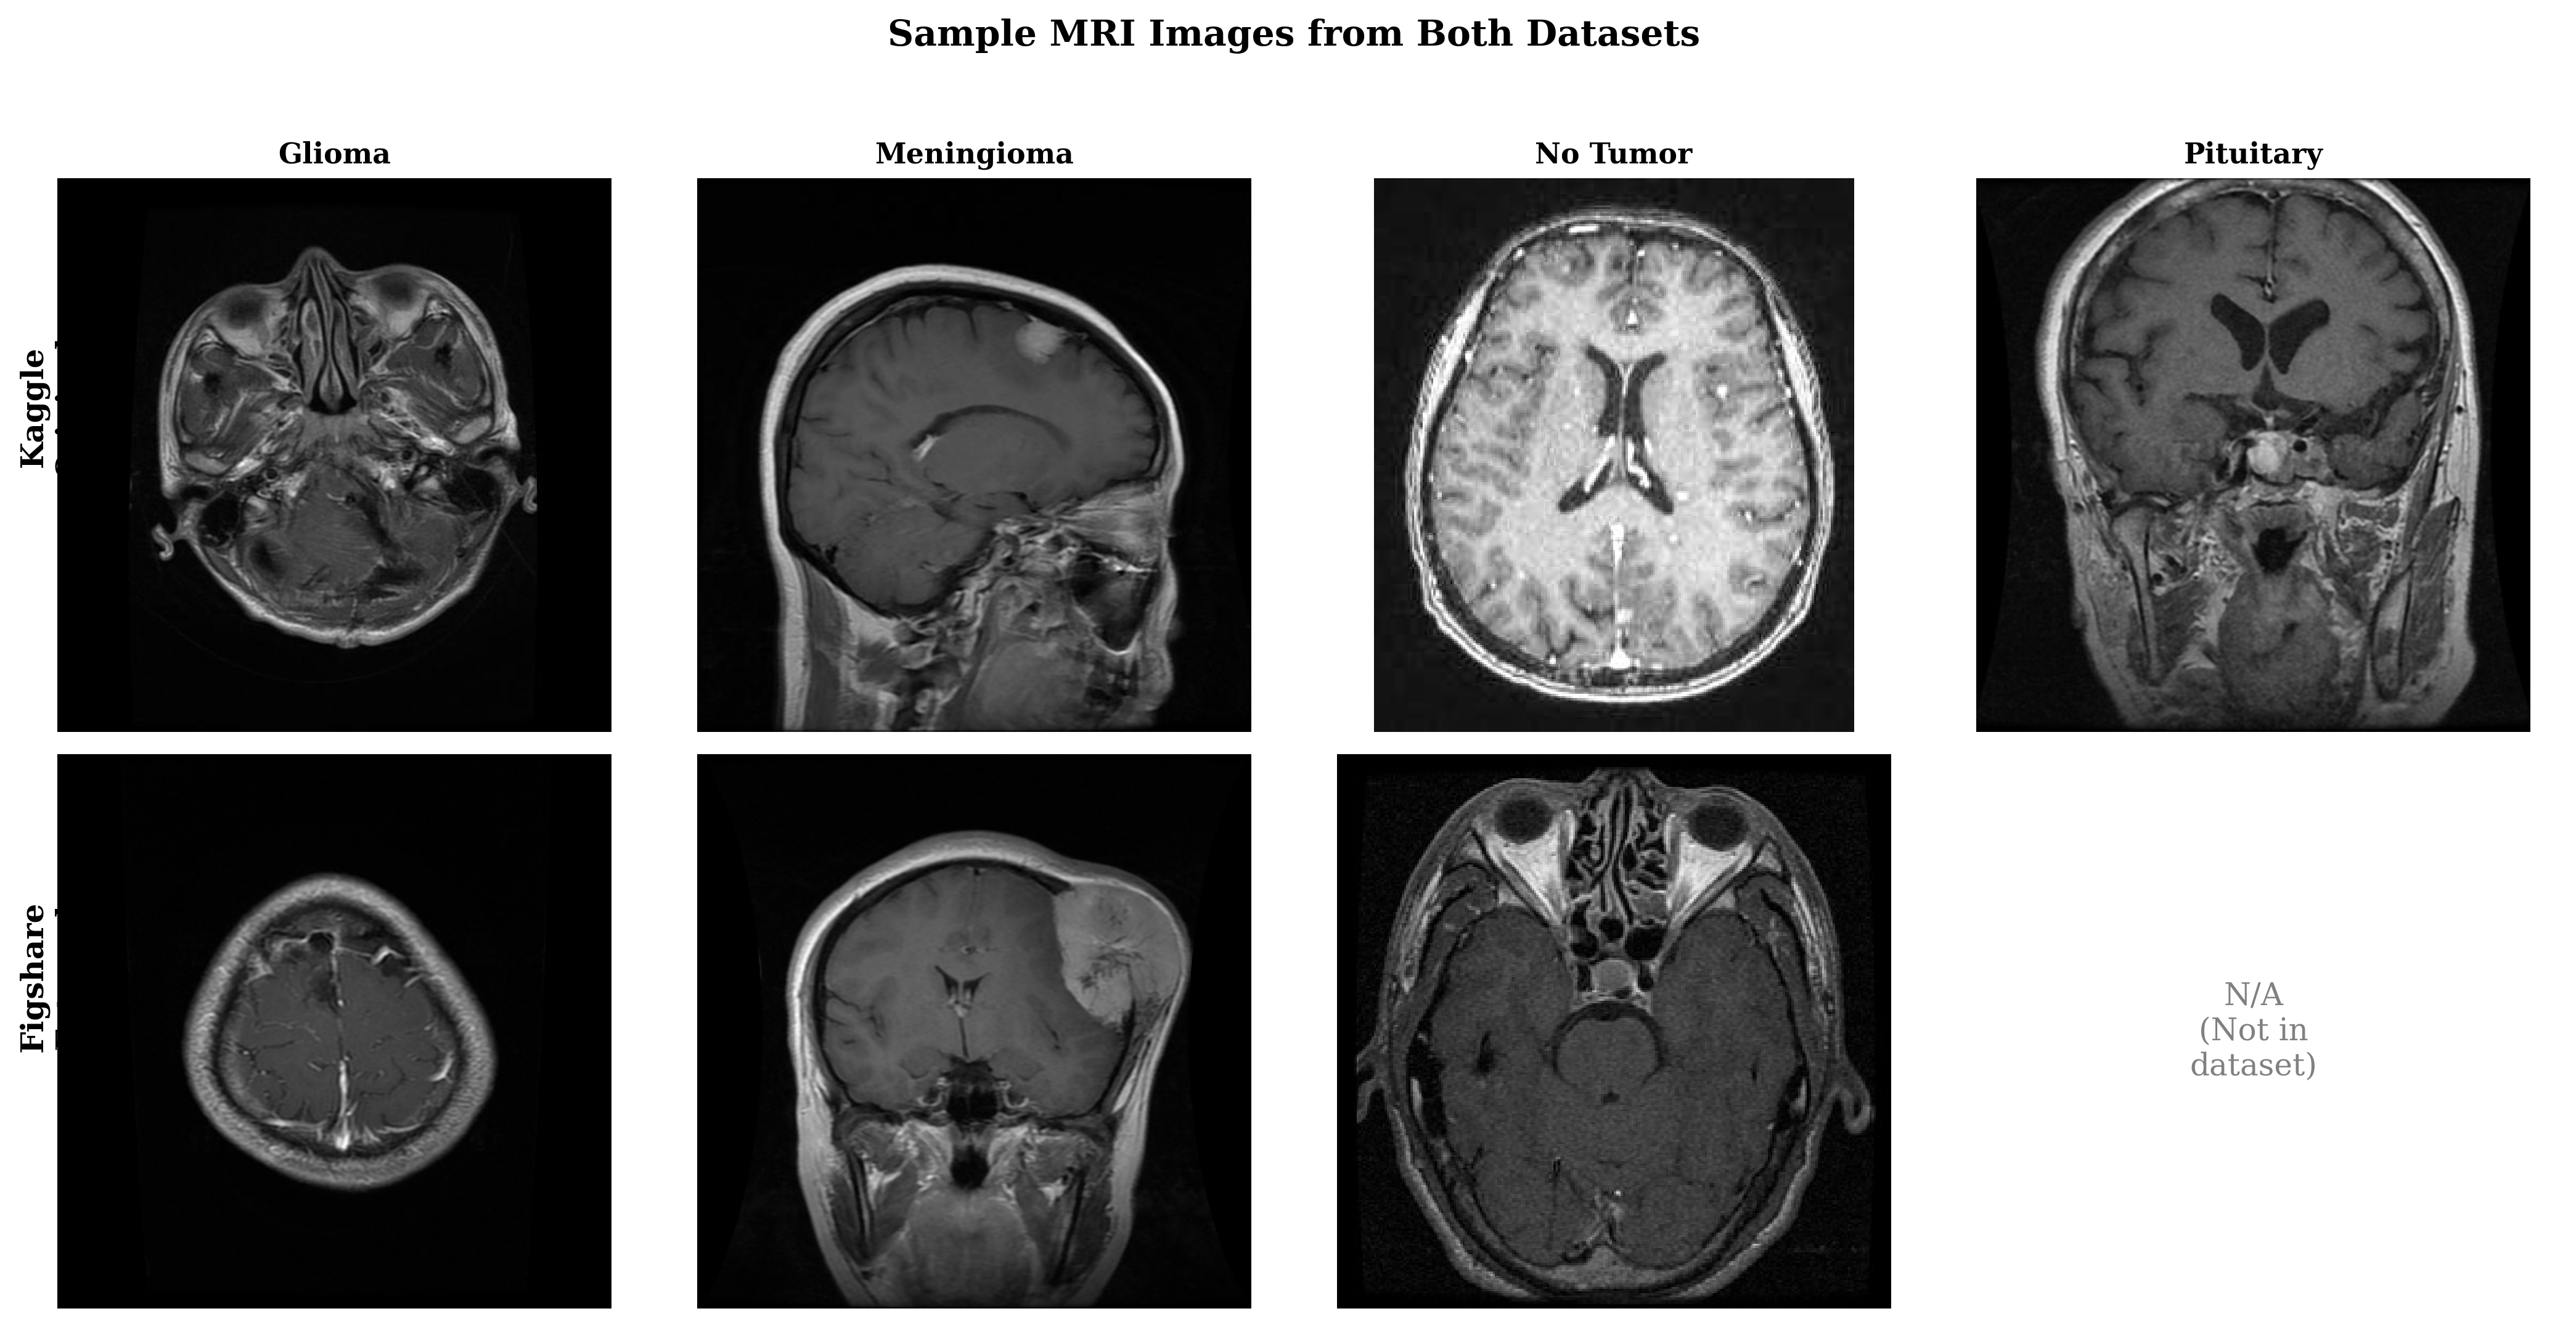 Sample MRI Images from Both Datasets
Glioma
Meningioma
No Tumor
Pituitary
Kaggle
Figshare
N/A
(Not in
dataset)